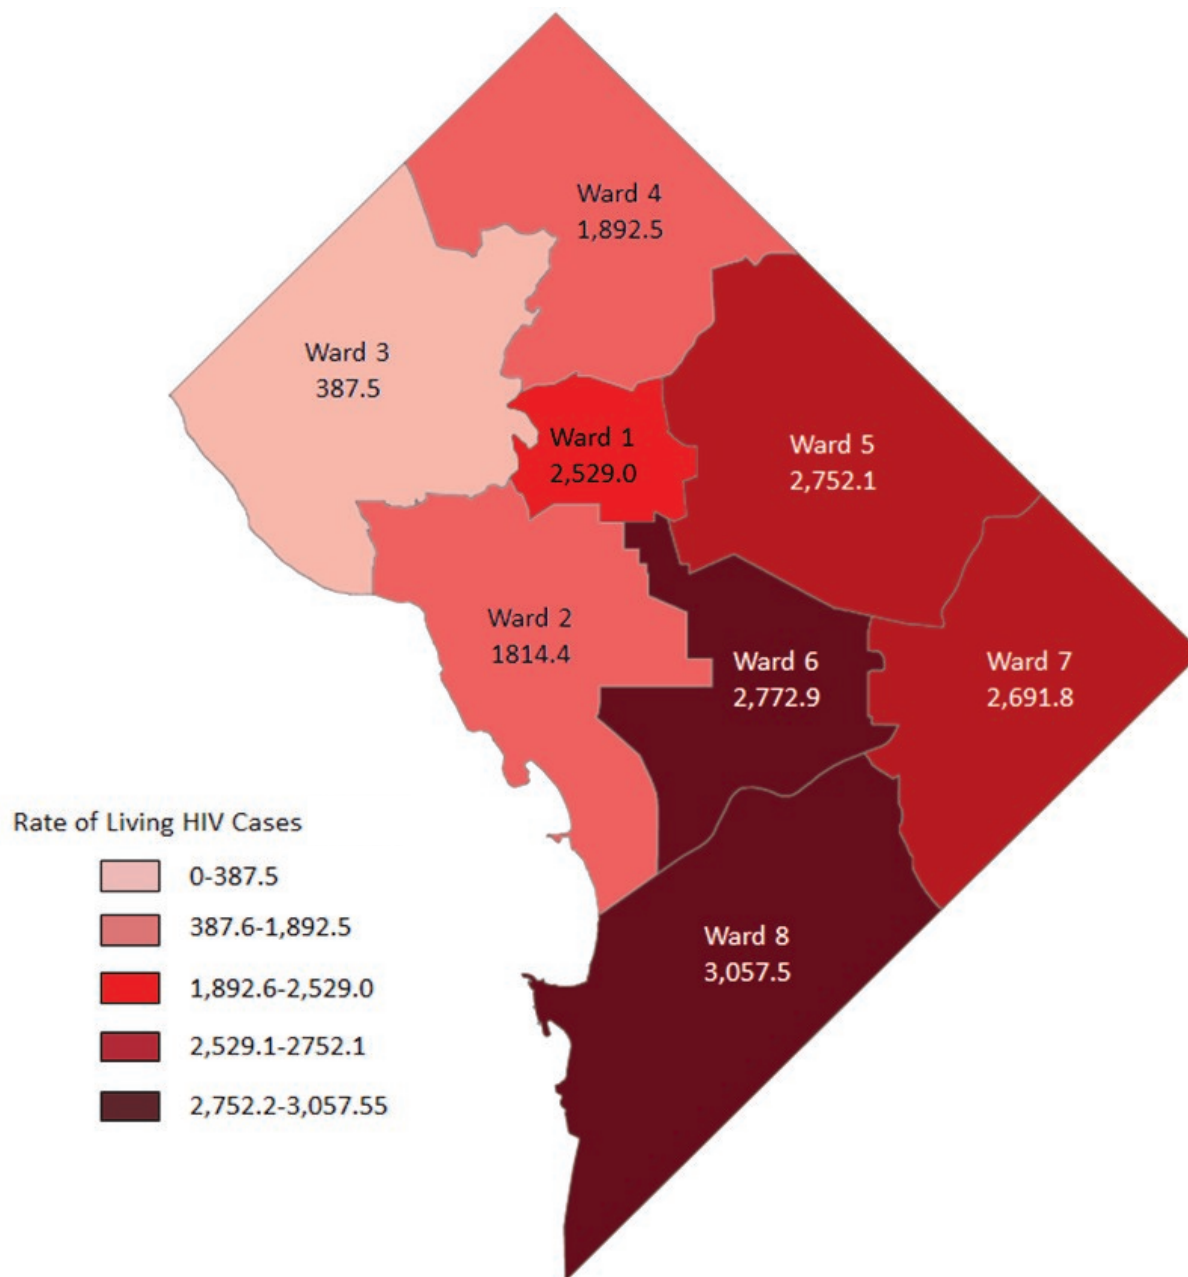 Ward 4
1,892.5
Ward 3
387.5
Ward 1
2,529.0
Ward 5
2,752.1
Ward 2
1814.4
Ward 6
2,772.9
Ward 7
2,691.8
Rate of Living HIV Cases
0-387.5
387.6-1,892.5
1,892.6-2,529.0
2,529.1-2752.1
2,752.2-3,057.55
Ward 8
3,057.5